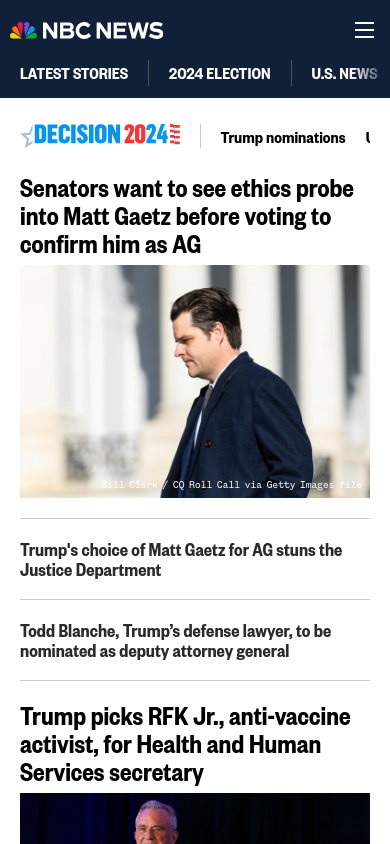 NBC NEWS
LATEST STORIES
2024 ELECTION
U.S. NEWS
DECISION 2024
Trump nominations
Senators want to see ethics probe
into Matt Gaetz before voting to
confirm him as AG
Bill Clark / CQ Roll Call via Getty Images file
Trump's choice of Matt Gaetz for AG stuns the
Justice Department
Todd Blanche, Trump’s defense lawyer, to be
nominated as deputy attorney general
Trump picks RFK Jr., anti-vaccine
activist, for Health and Human
Services secretary